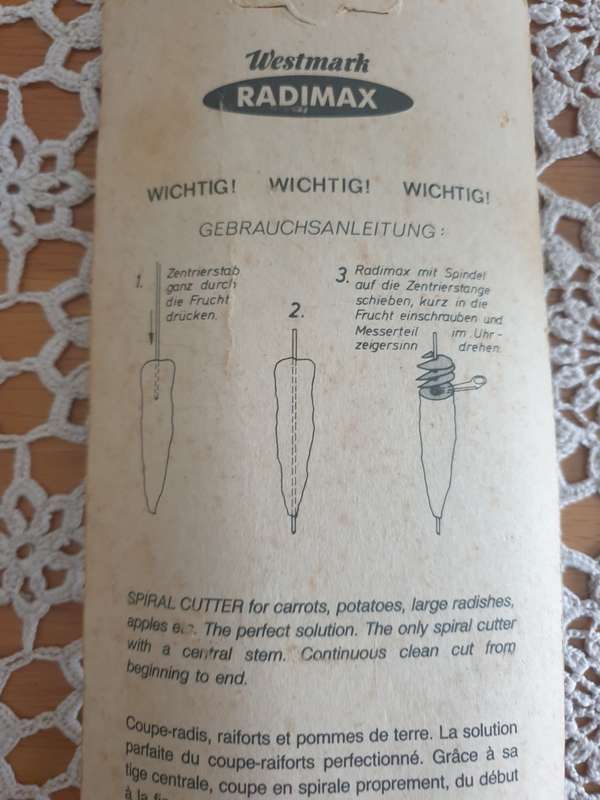 Westmark
RADIMAX
WICHTIG! WICHTIG! WICHTIG!
GEBRAUCHSANLEITUNG:
1. Zentrierstab
ganz durch
die Frucht
drücken.
2.
3. Radimax mit Spindel
auf die Zentrierstange
schieben, kurz in die
Frucht einschrauben und
Messerteil im Uhr-
zeigersinn drehen.
SPIRAL CUTTER for carrots, potatoes, large radishes,
apples The perfect solution. The only spiral cutter
with a central stem. Continuous clean cut from
beginning to end.
Coupe-radis, raiforts et pommes de terre. La solution
parfaite du coupe-raiforts perfectionné. Grâce à sa
tige centrale, coupe en spirale proprement, du début
à la